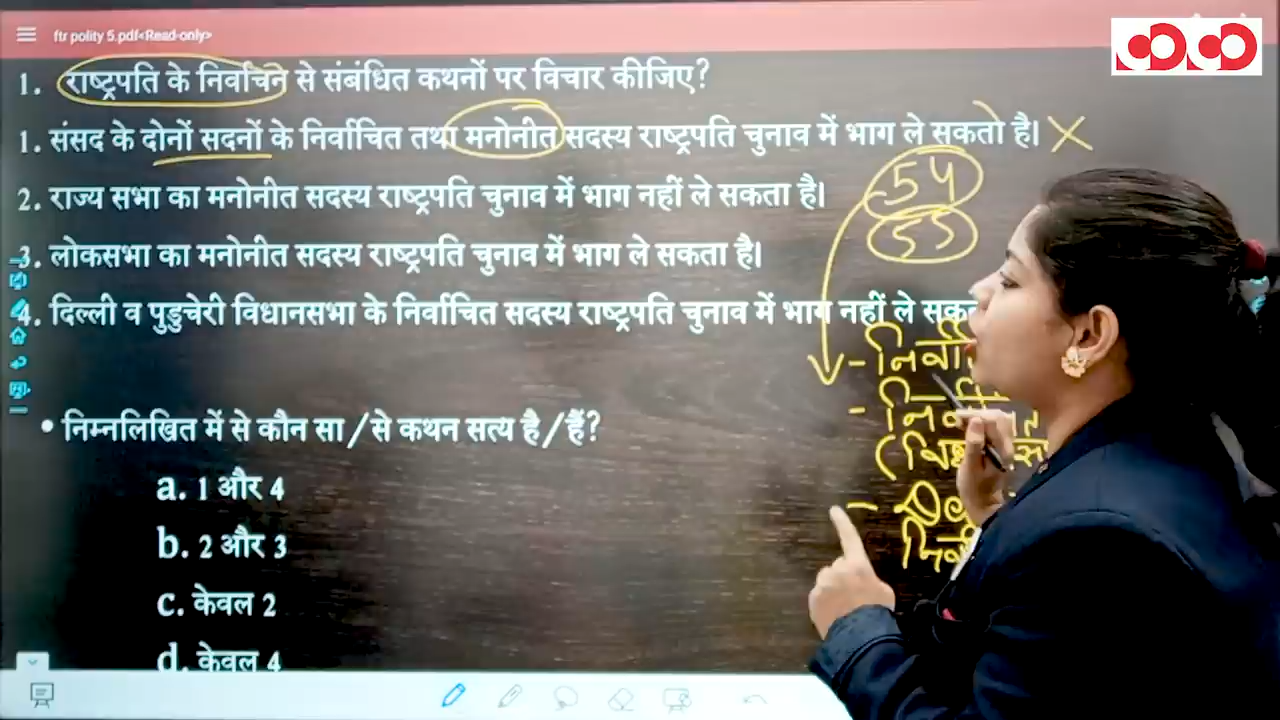 ftr polity 5.pdf<Read-only>
1. राष्ट्रपति के निर्वाचन से संबंधित कथनों पर विचार कीजिए?
1. संसद के दोनों सदनों के निर्वाचित तथा मनोनीत सदस्य राष्ट्रपति चुनाव में भाग ले सकतो है।
2. राज्य सभा का मनोनीत सदस्य राष्ट्रपति चुनाव में भाग नहीं ले सकता है।
54
55
3. लोकसभा का मनोनीत सदस्य राष्ट्रपति चुनाव में भाग ले सकता है।
4. दिल्ली व पुडुचेरी विधानसभा के निर्वाचित सदस्य राष्ट्रपति चुनाव में भाग नहीं ले
• निम्नलिखित में से कौन सा /से कथन सत्य है/हैं?
a. 1 और 4
b. 2 और 3
c. केवल 2
d. केवल 4